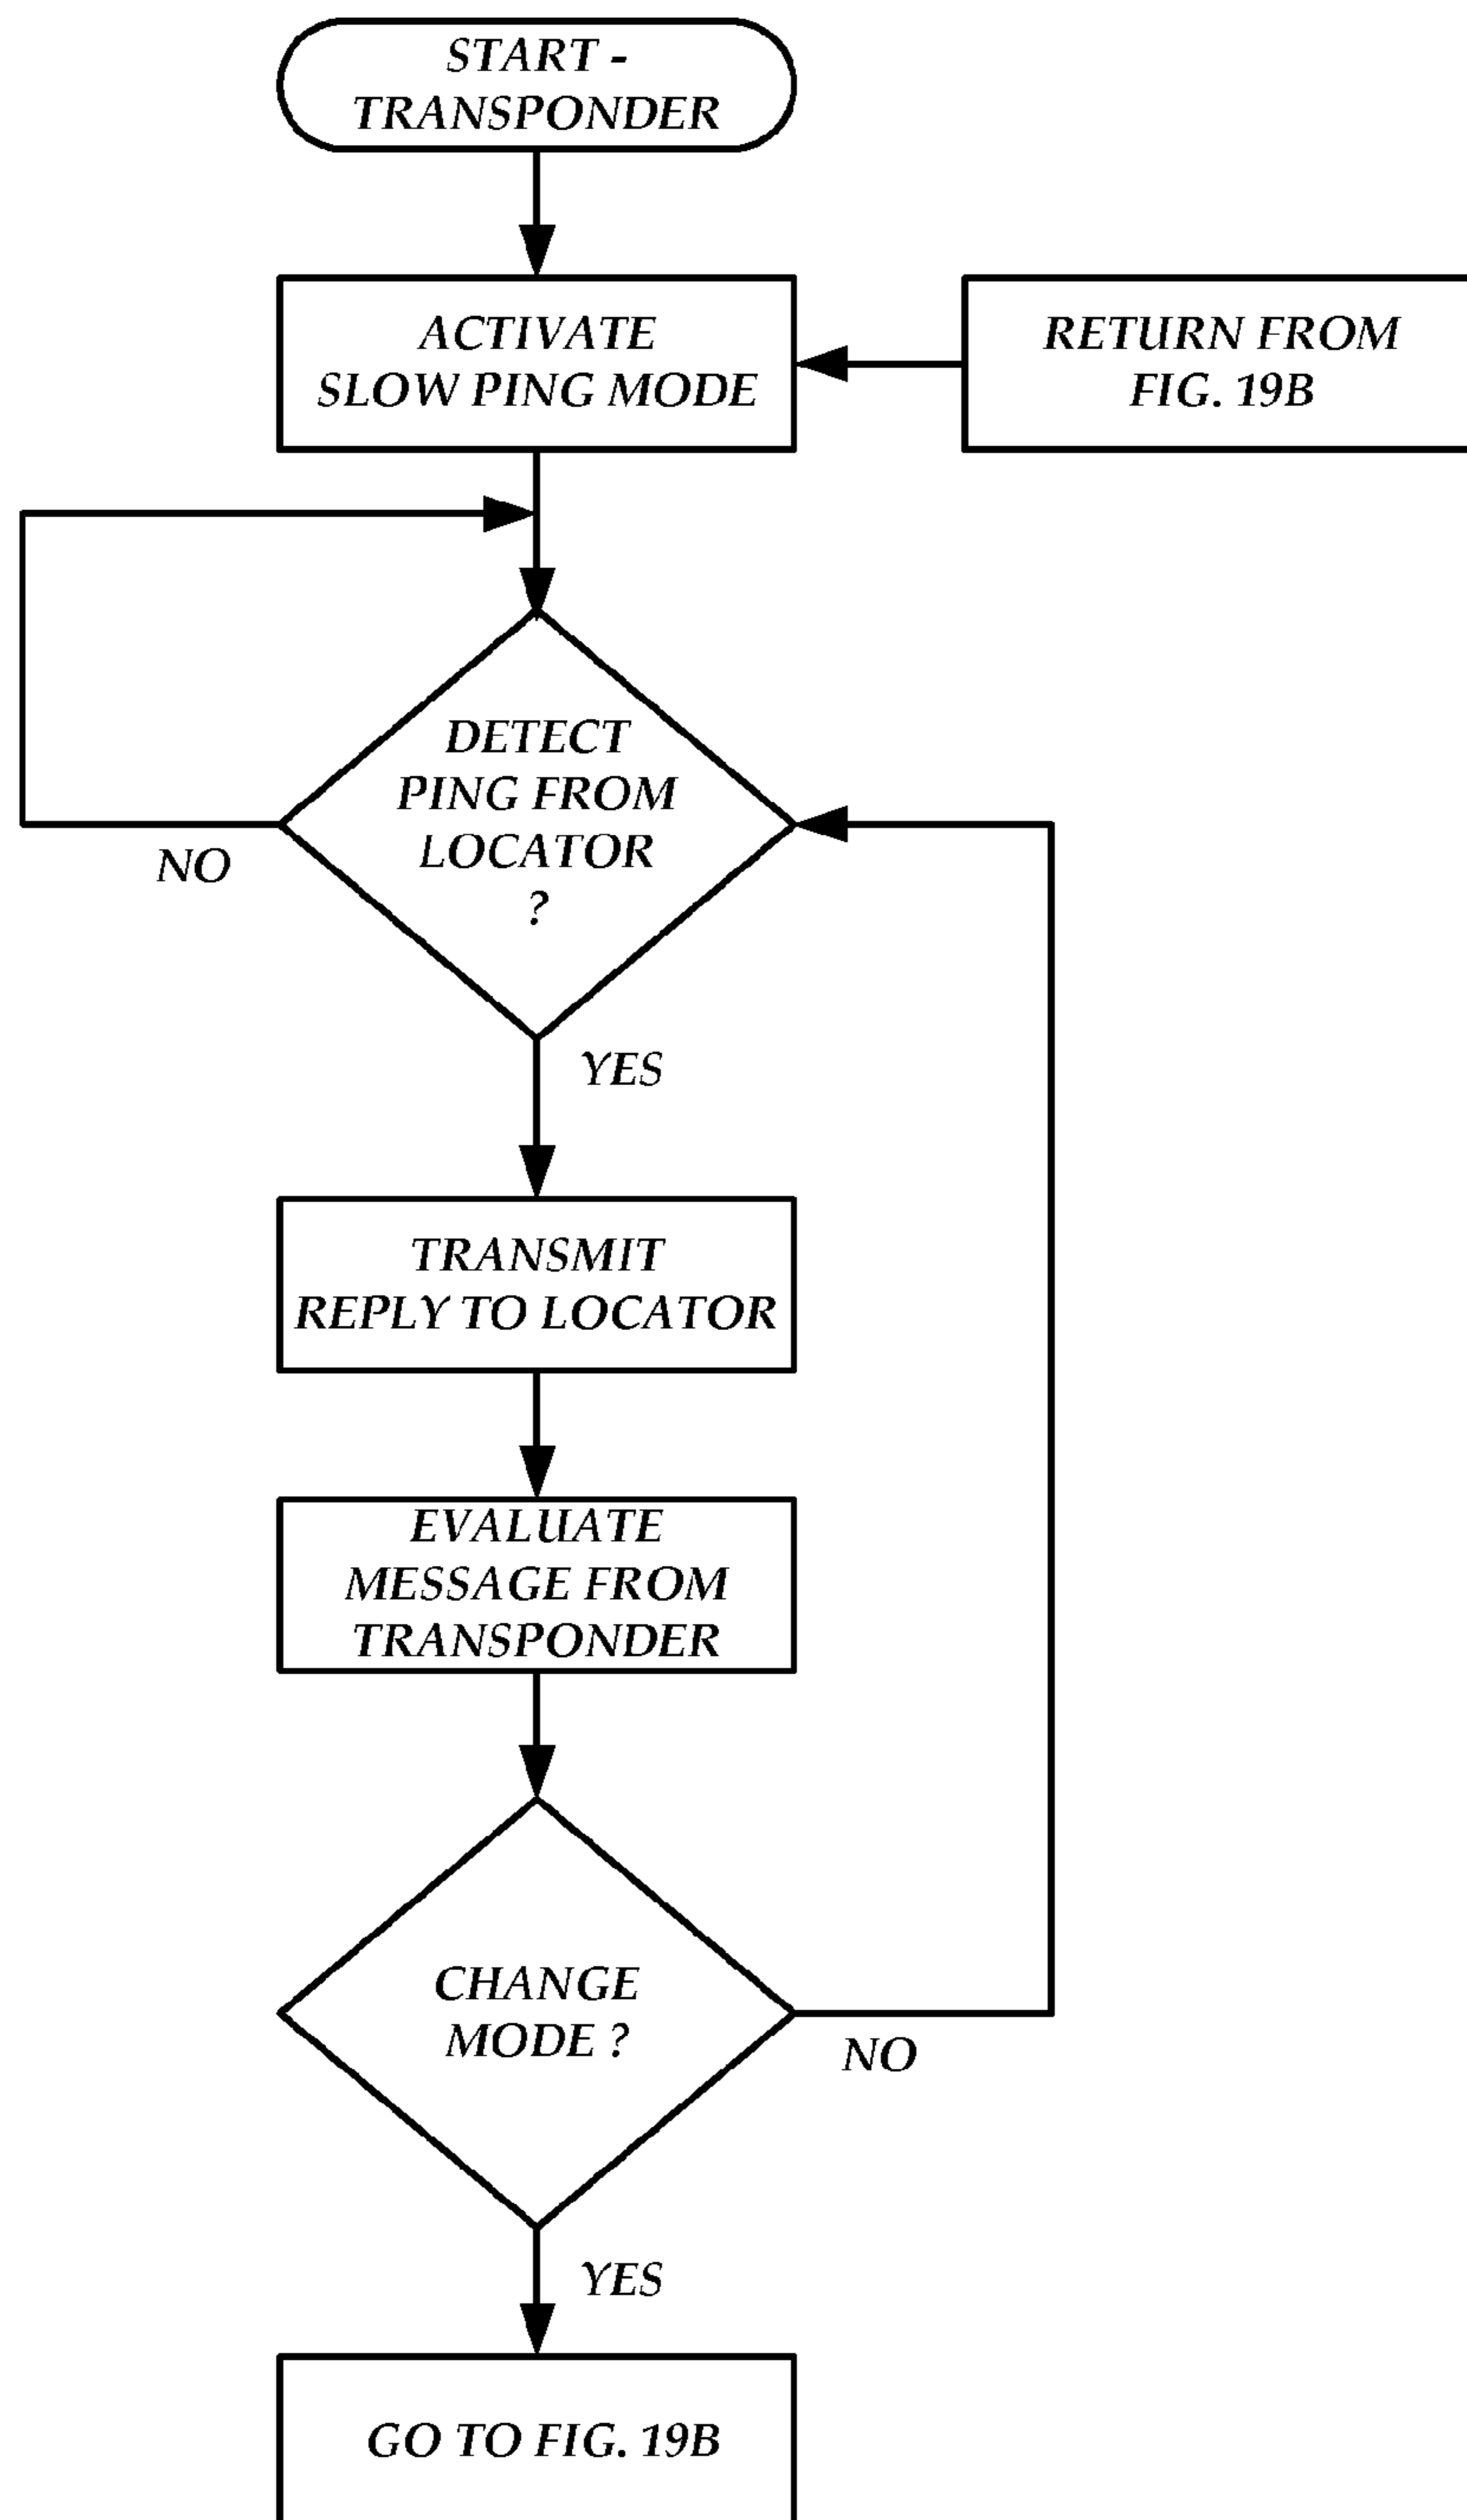 START -
TRANSPONDER
ACTIVATE
SLOW PING MODE
RETURN FROM
FIG. 19B
DETECT
PING FROM
LOCATOR
?
NO
YES
TRANSMIT
REPLY TO LOCATOR
EVALUATE
MESSAGE FROM
TRANSPONDER
CHANGE
MODE ?
NO
YES
GO TO FIG. 19B